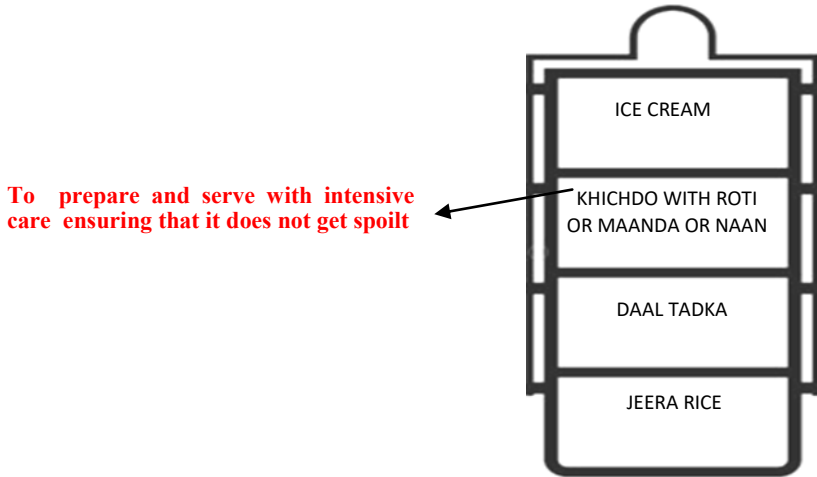 ICE CREAM
To prepare and serve with intensive
care ensuring that it does not get spoilt
KHICHDO WITH ROTI
OR MAANDA OR NAAN
DAAL TADKA
JEERA RICE